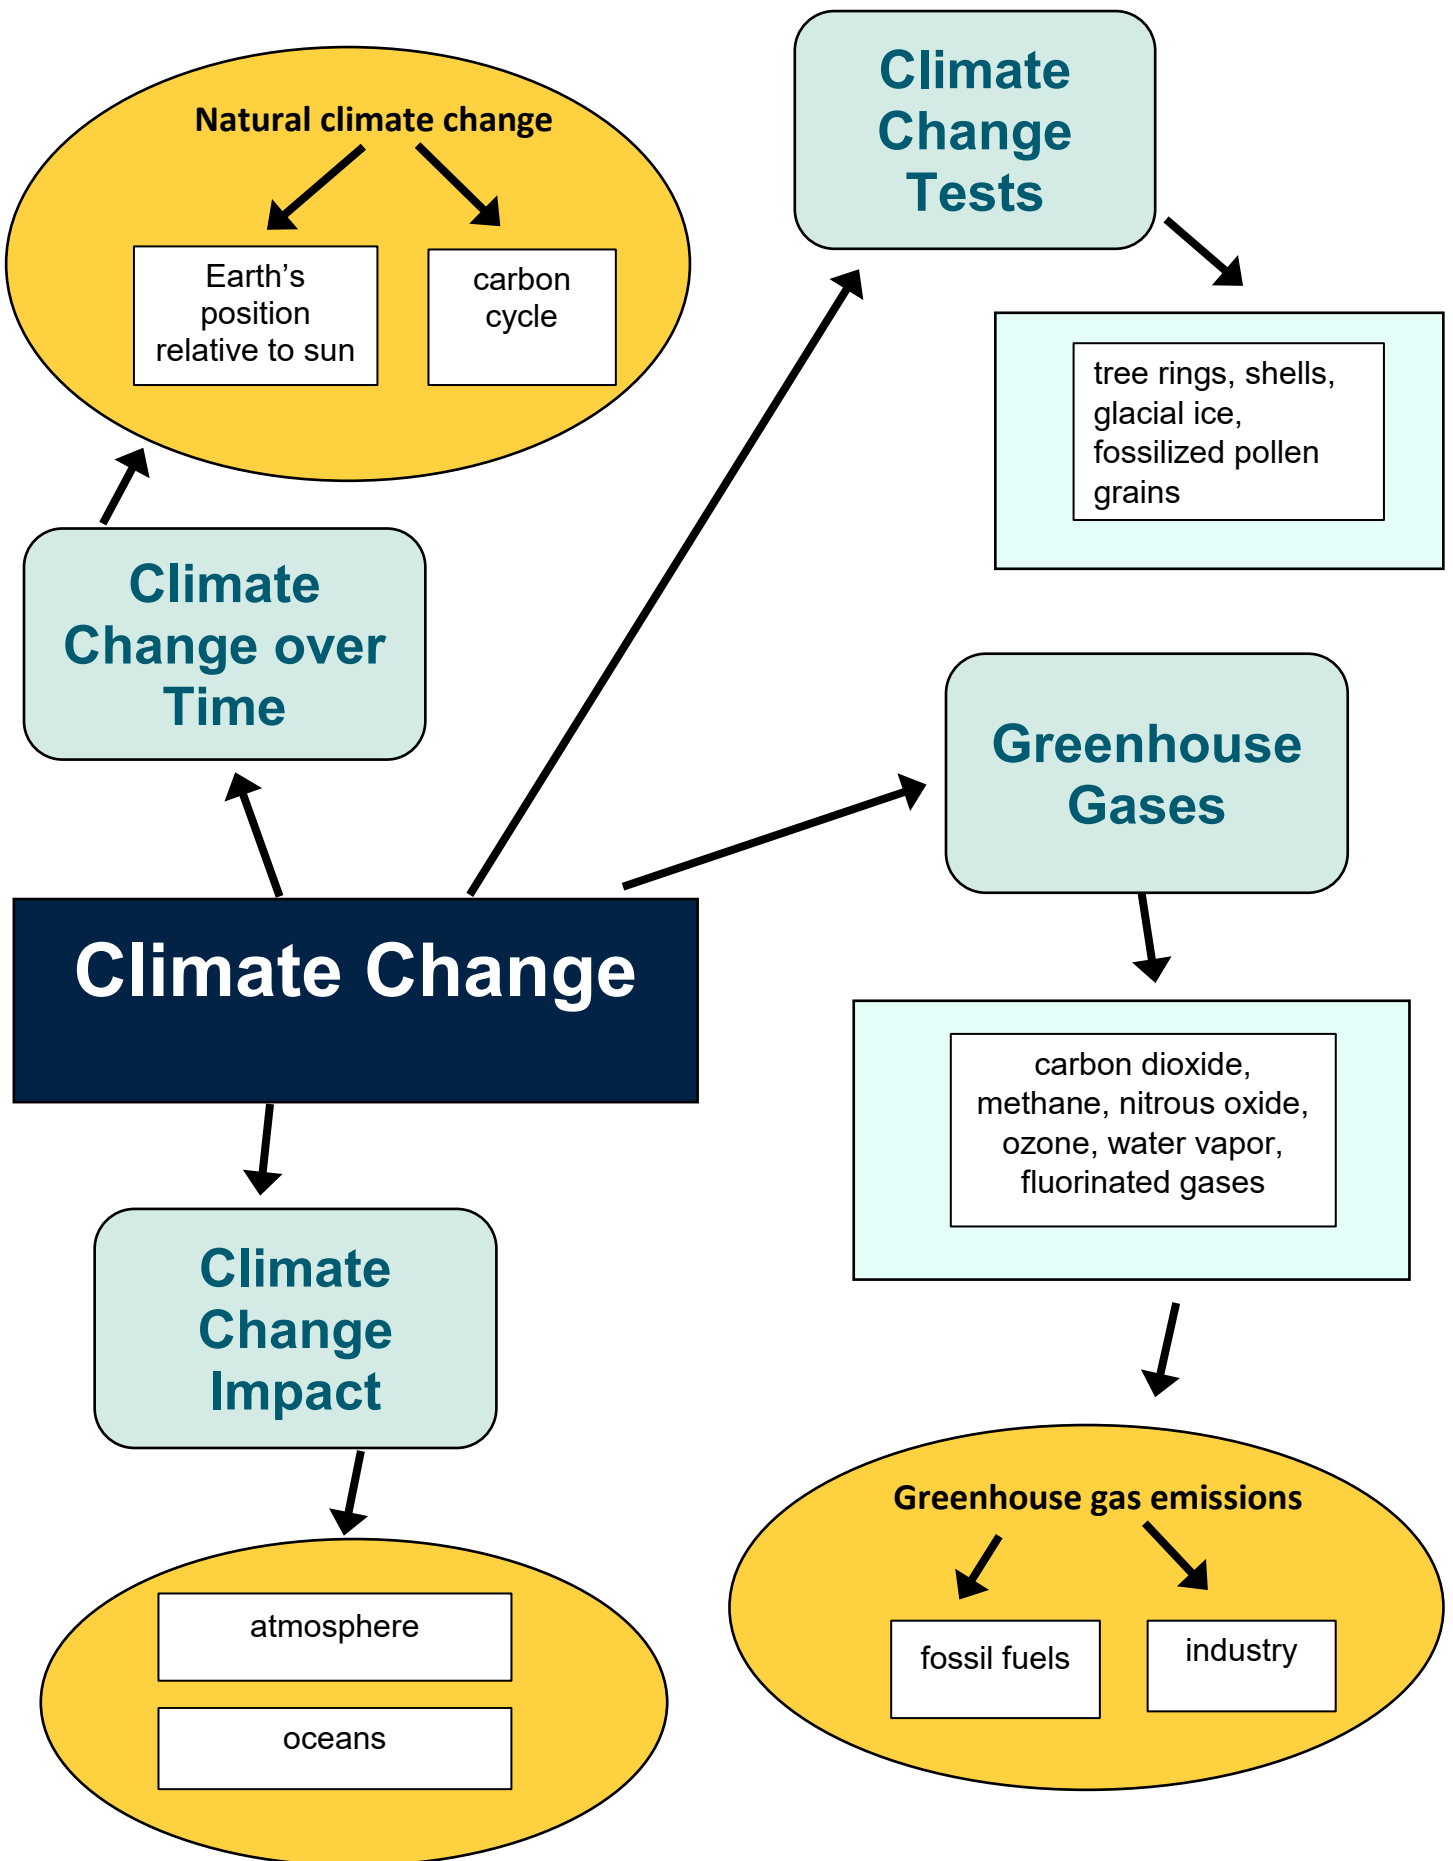 Natural climate change
Earth's
position
relative to sun
carbon
cycle
Climate
Change
Tests
tree rings, shells,
glacial ice,
fossilized pollen
grains
Climate
Change over
Time
Greenhouse
Gases
Climate Change
carbon dioxide,
methane, nitrous oxide,
ozone, water vapor,
fluorinated gases
Climate
Change
Impact
Greenhouse gas emissions
fossil fuels
industry
atmosphere
oceans